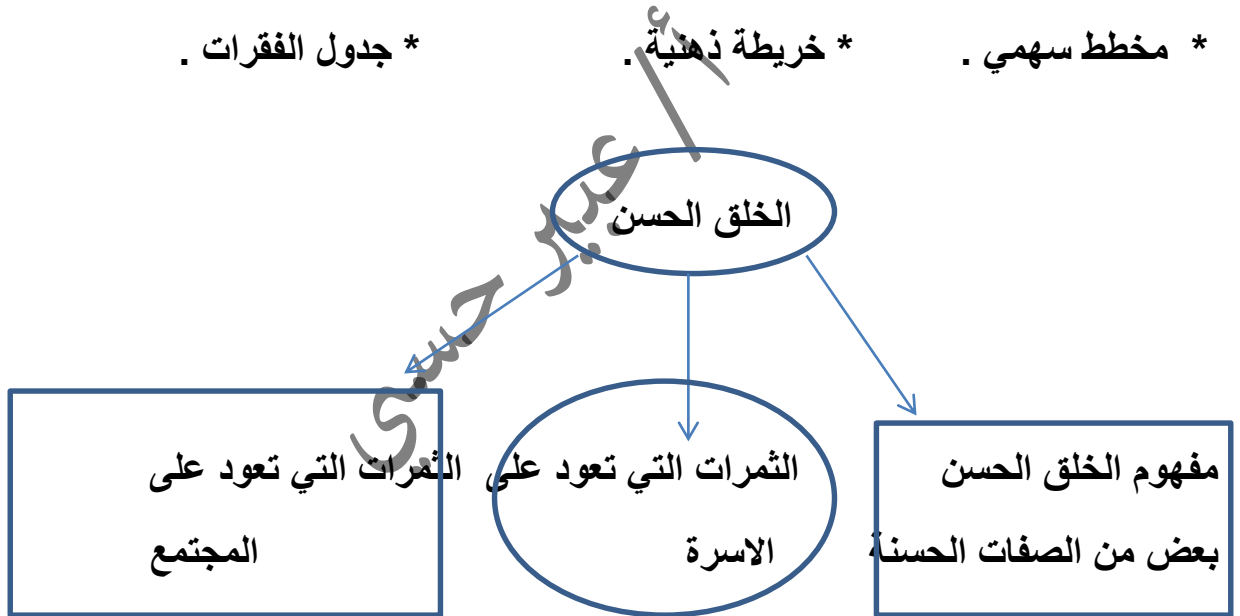 * مخطط سهمي . * خريطة ذهنية . * جدول الفقرات .
أ/ عبير حسني
الخلق الحسن
مفهوم الخلق الحسن الثمرات التي تعود على الثمرات التي تعود على
بعض من الصفات الحسنة الاسرة المجتمع